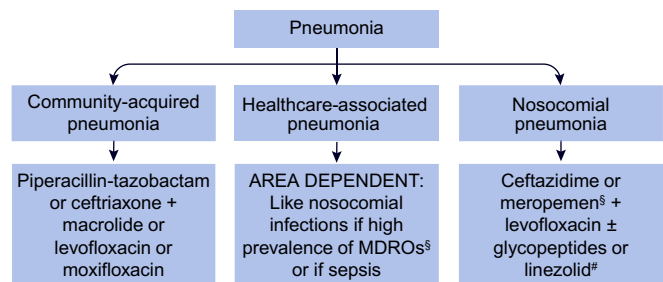 Pneumonia
Community-acquired
pneumonia
Healthcare-associated
pneumonia
Nosocomial
pneumonia
Piperacillin-tazobactam
or ceftriaxone +
macrolide or
levofloxacin or
moxifloxacin
AREA DEPENDENT:
Like nosocomial
infections if high
prevalence of MDROs§
or if sepsis
Ceftazidime or
meropemen§ +
levofloxacin ±
glycopeptides or
linezolid#